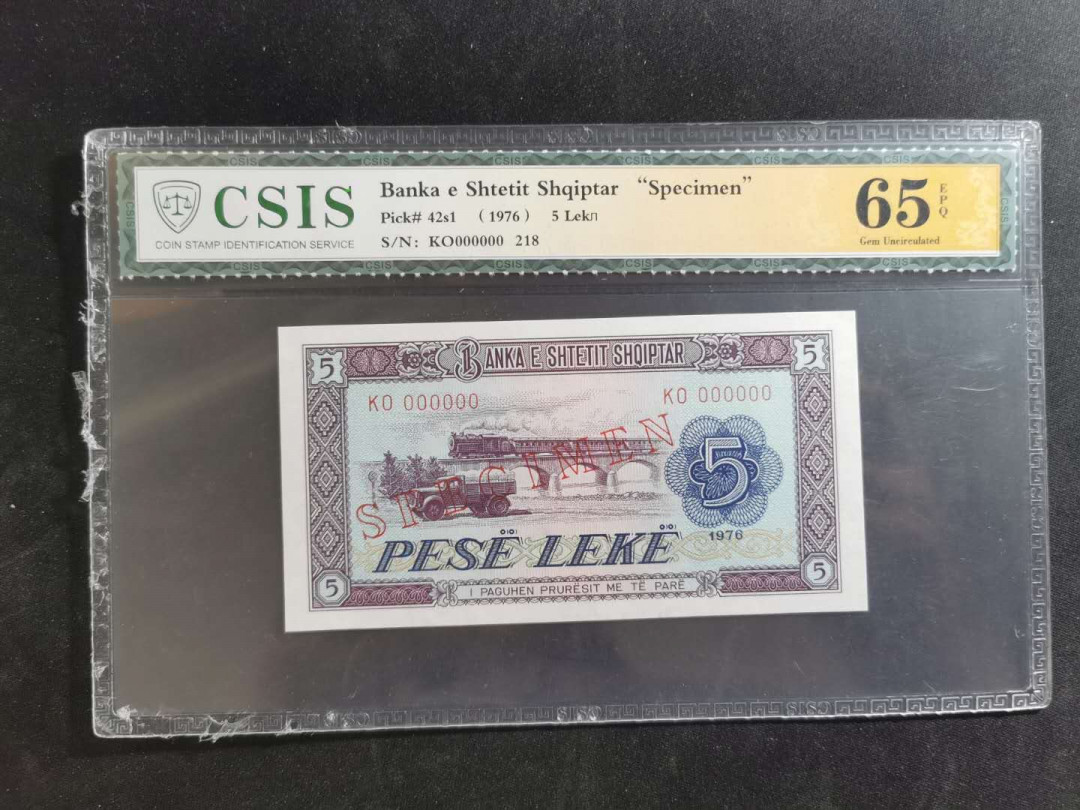 CSIS
COIN STAMP IDENTIFICATION SERVICE
Banka e Shtetit Shqiptar “Specimen”
Pick# 42s1 (1976) 5 Lekл
S/N: KO000000 218
65 EPQ
Gem Uncirculated
5 BANKA E SHTETIT SHQIPTAR 5
KO 000000 KO 000000
SPECIMEN
5
1976
PESË LEKË
5 I PAGUHEN PRURËSIT ME TË PARË 5